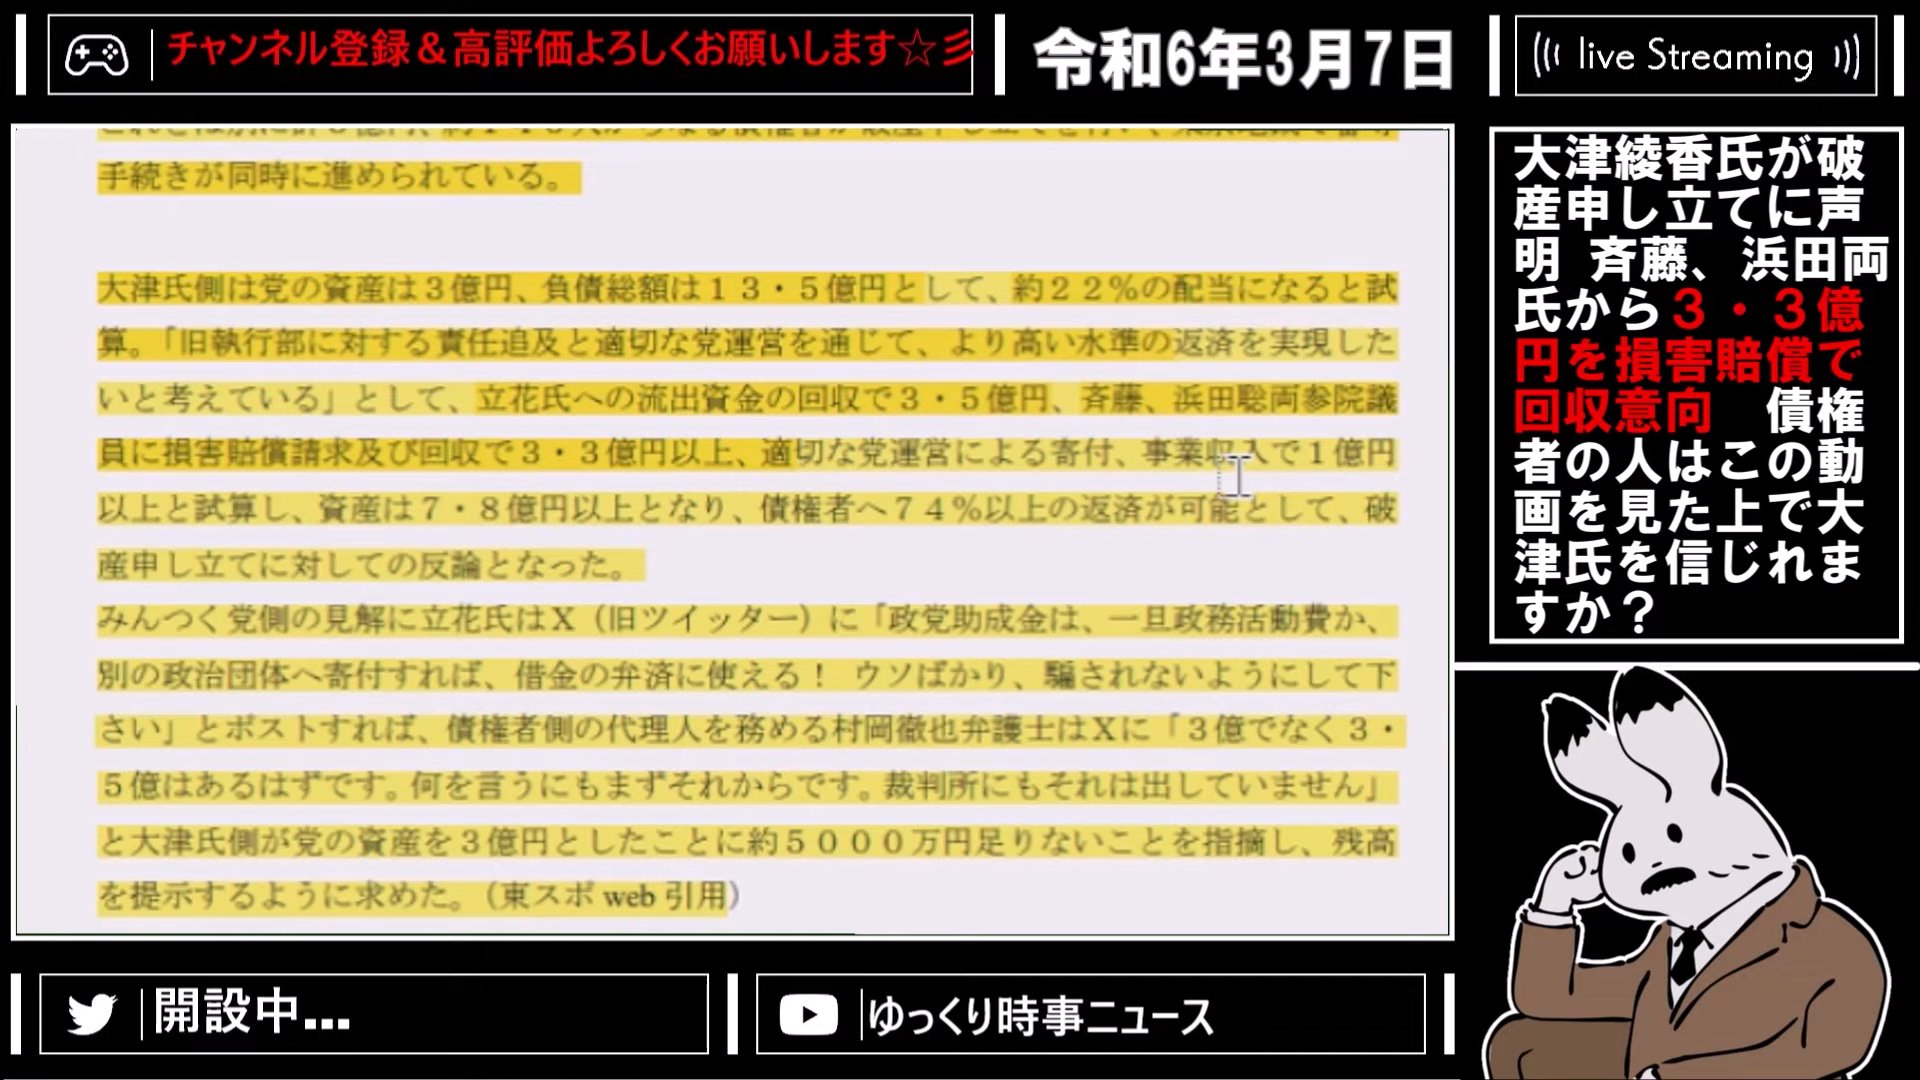 チャンネル登録＆高評価よろしくお願いします☆彡
令和6年3月7日
live Streaming
手続きが同時に進められている。
大津氏側は党の資産は３億円、負債総額は１３・５億円として、約２２％の配当になると試
算。「旧執行部に対する責任追及と適切な党運営を通じて、より高い水準の返済を実現した
いと考えている」として、立花氏への流出資金の回収で３・５億円、斉藤、浜田聡両参院議
員に損害賠償請求及び回収で３・３億円以上、適切な党運営による寄付、事業収入で１億円
以上と試算し、資産は７・８億円以上となり、債権者へ７４％以上の返済が可能として、破
産申し立てに対しての反論となった。
みんつく党側の見解に立花氏はＸ（旧ツイッター）に「政党助成金は、一旦政務活動費か、
別の政治団体へ寄付すれば、借金の弁済に使える！　ウソばかり、騙されないようにして下
さい」とポストすれば、債権者側の代理人を務める村岡徹也弁護士はＸに「３億でなく３・
５億はあるはずです。何を言うにもまずそれからです。裁判所にもそれは出していません」
と大津氏側が党の資産を３億円としたことに約５０００万円足りないことを指摘し、残高
を提示するように求めた。（東スポ web 引用）
大津綾香氏が破
産申し立てに声
明 斉藤、浜田両
氏から３・３億
円を損害賠償で
回収意向　債権
者の人はこの動
画を見た上で大
津氏を信じれま
すか？
開設中...
ゆっくり時事ニュース